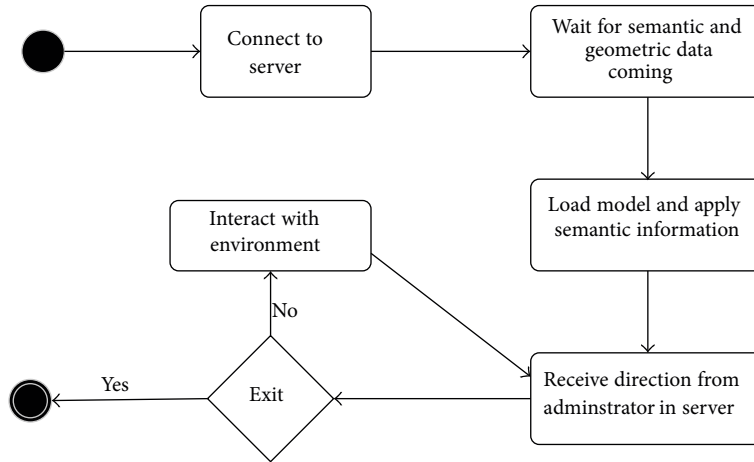 Connect to
server
Wait for semantic and
geometric data
coming
Load model and apply
semantic information
Interact with
environment
No
Yes
Exit
Receive direction from
adminstrator in server